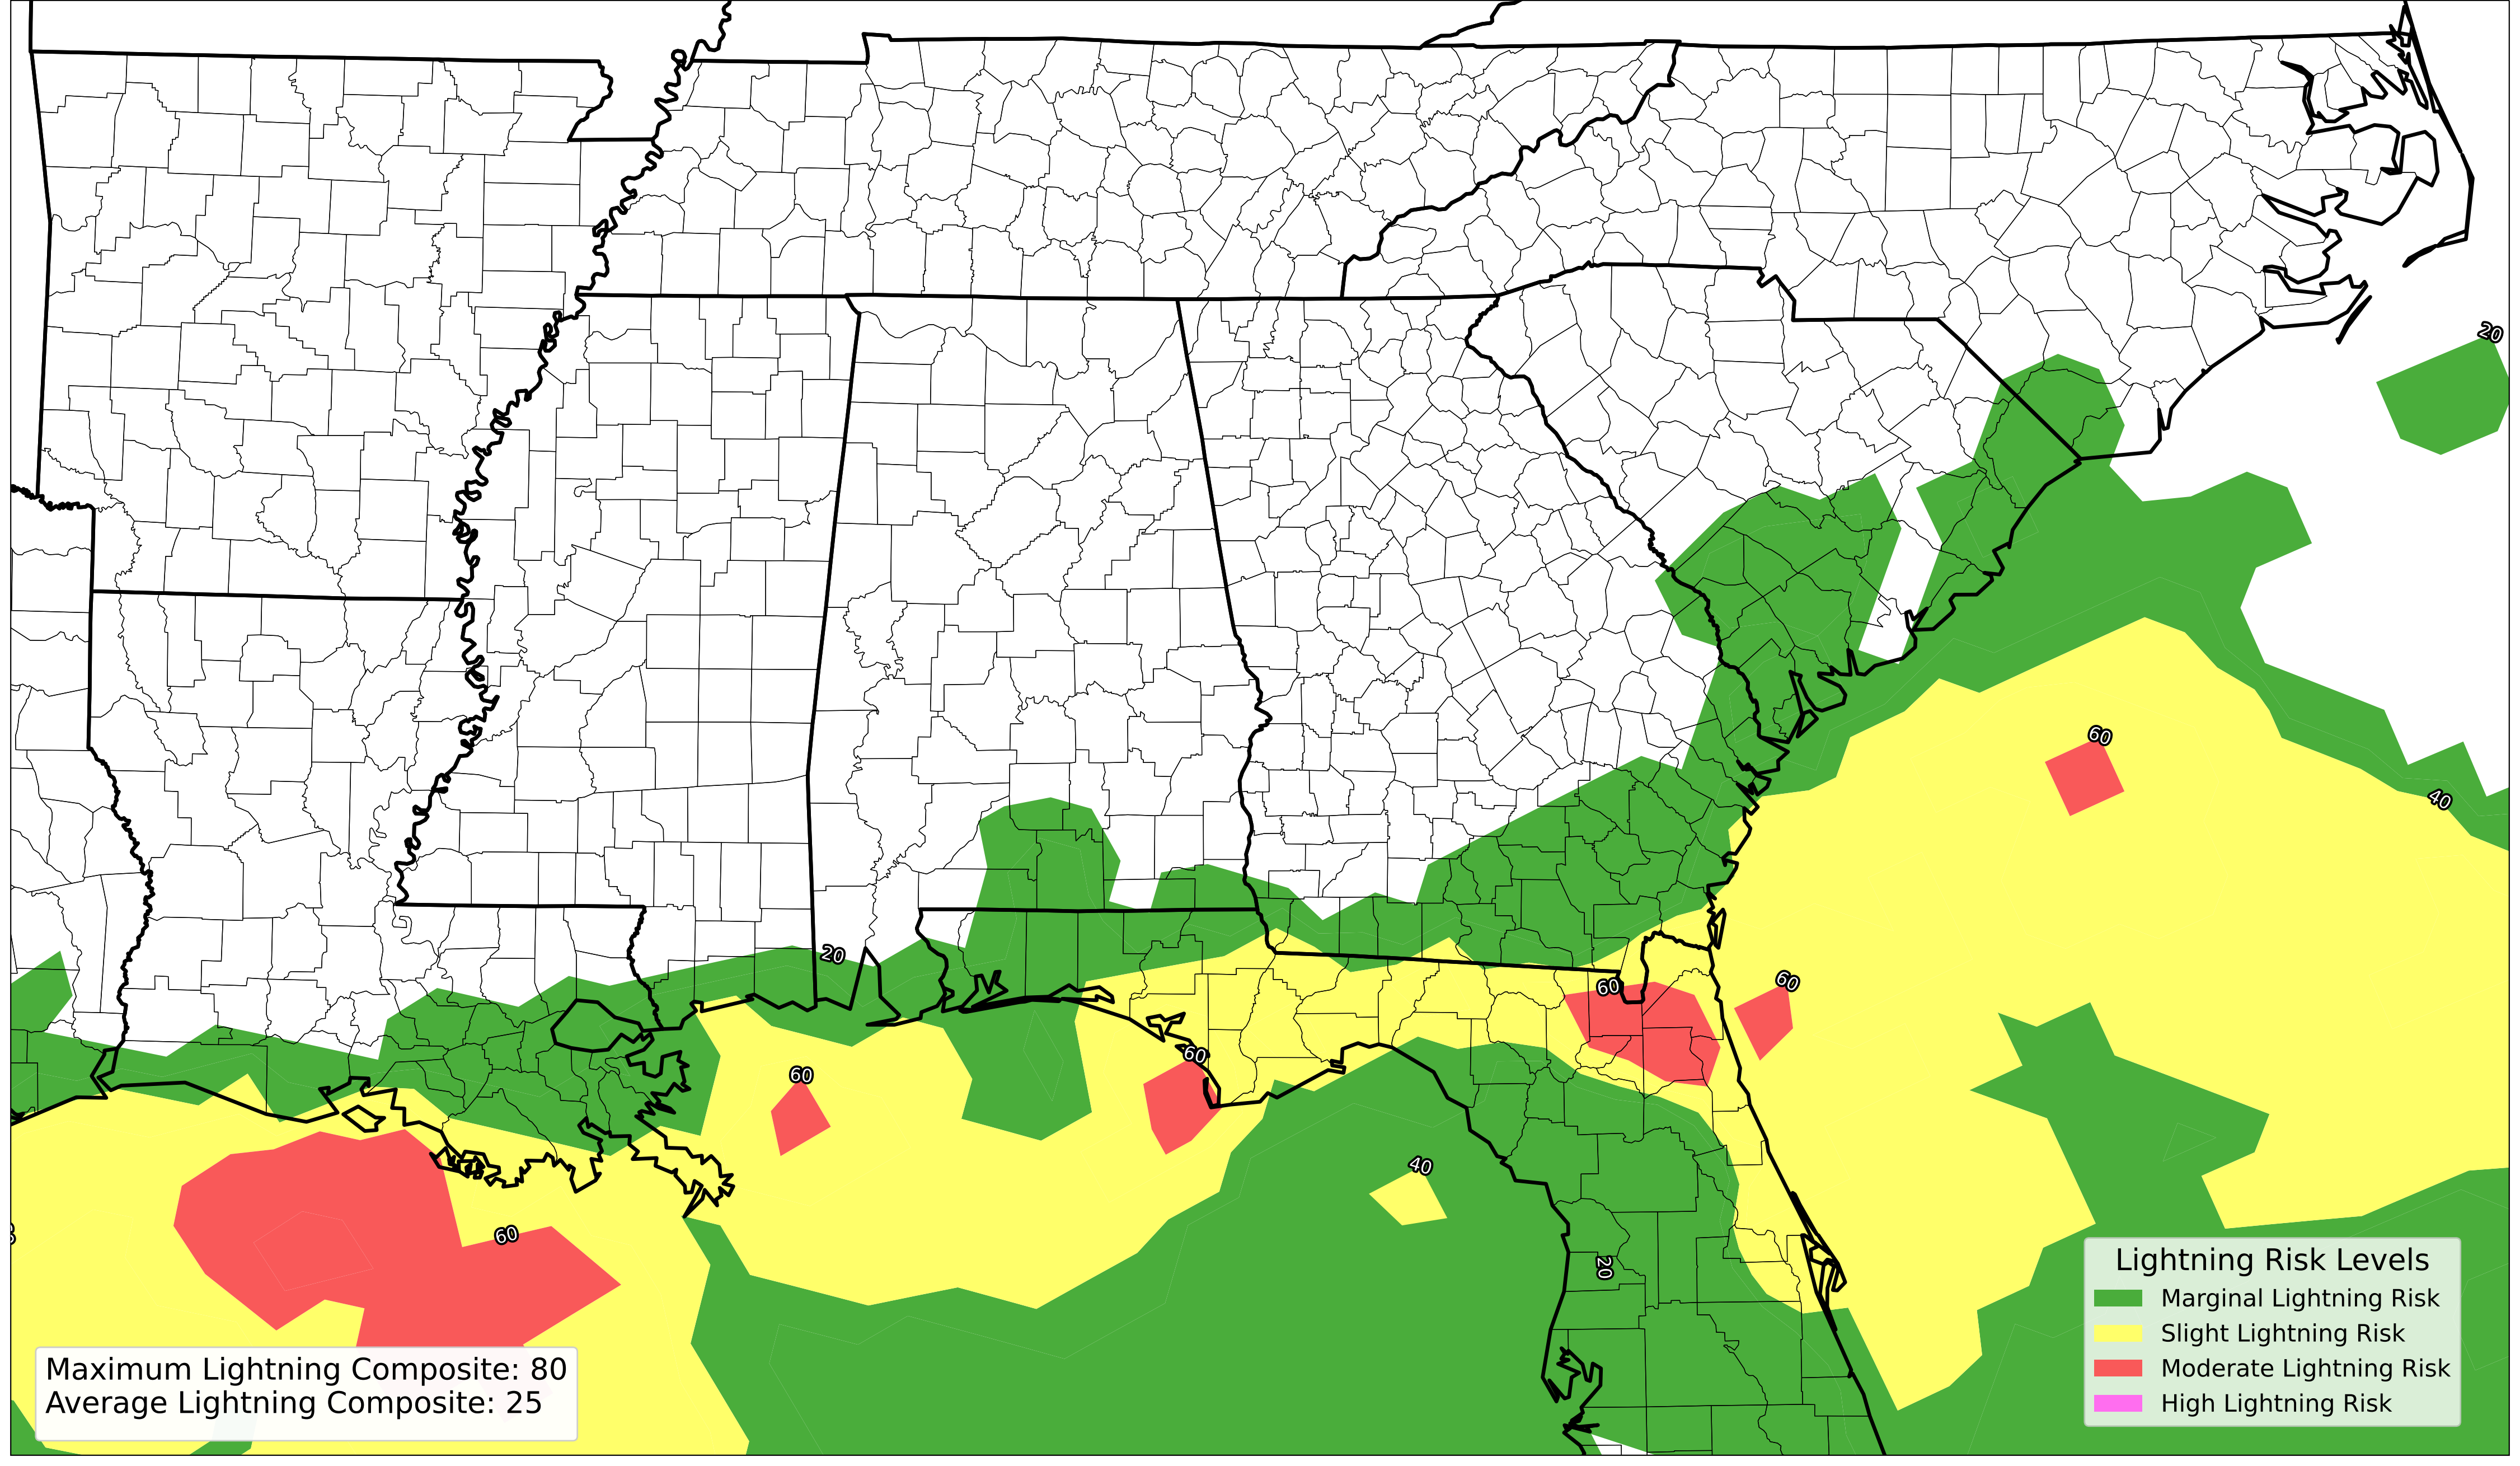 20
60
40
20
60
60
60
60
40
60
20
Lightning Risk Levels
Marginal Lightning Risk
Slight Lightning Risk
Moderate Lightning Risk
High Lightning Risk
Maximum Lightning Composite: 80
Average Lightning Composite: 25